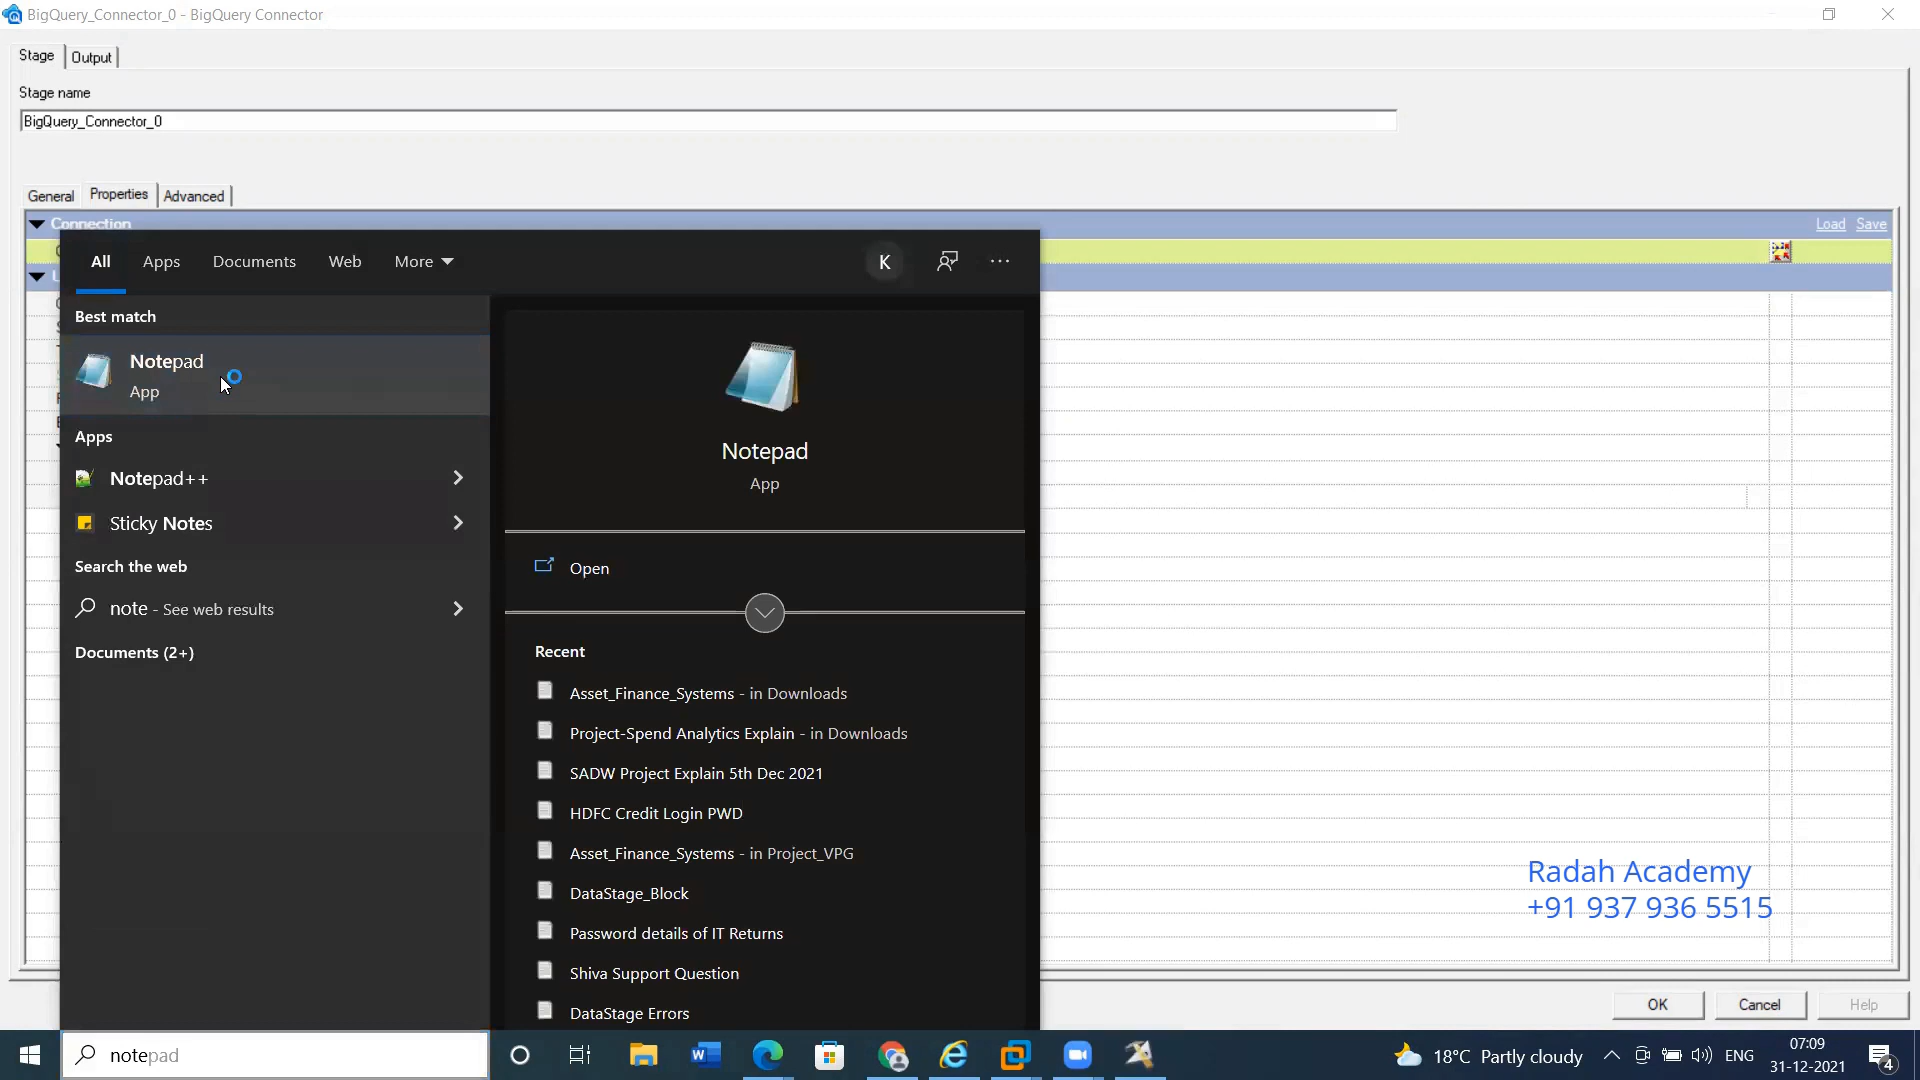 BigQuery_Connector_0 - BigQuery Connector
Stage
Output
Stage name
BigQuery_Connector_0
General
Properties
Advanced
Connection
Load
Save
All
Apps
Documents
Web
More
K
Best match
Notepad
App
Apps
Notepad++
Sticky Notes
Search the web
note - See web results
Documents (2+)
Notepad
App
Open
Recent
Asset_Finance_Systems - in Downloads
Project-Spend Analytics Explain - in Downloads
SADW Project Explain 5th Dec 2021
HDFC Credit Login PWD
Asset_Finance_Systems - in Project_VPG
DataStage_Block
Password details of IT Returns
Shiva Support Question
DataStage Errors
Radah Academy
+91 937 936 5515
OK
Cancel
Help
notepad
18°C Partly cloudy
ENG
07:09
31-12-2021
4